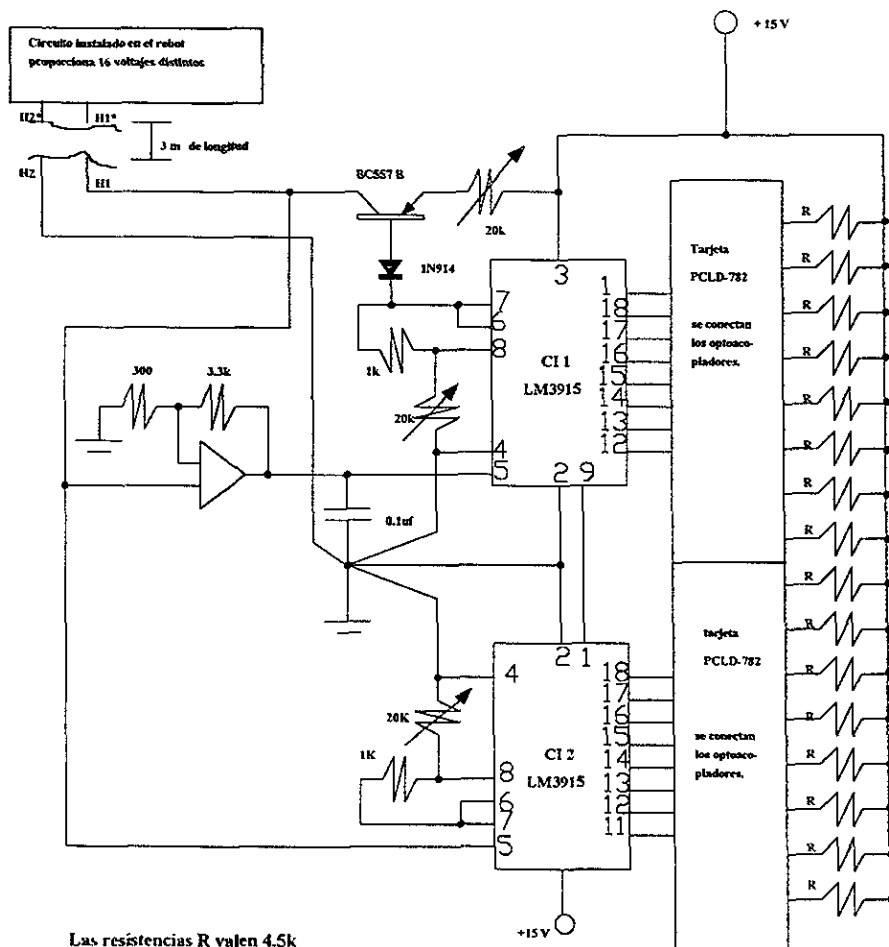 + 15 V
Circuito instalado en el robot
proporciona 16 voltajes distintos
H2*
H1*
3 m de longitud
H2
H1
BC557 B
20k
1N914
3
7
6
8
1k
CI 1
LM3915
20k
4
5
2 9
1
18
17
16
15
14
13
12
Tarjeta
PCLD-782
se conectan
los optoaco-
pladores.
R
R
R
R
R
R
R
R
300
3.3k
0.1uf
2 1
4
20K
1K
8
6
7
5
CI 2
LM3915
18
17
16
15
14
13
12
11
tarjeta
PCLD-782
se conectan
los optoaco-
pladores.
R
R
R
R
R
R
R
R
+15 V
Las resistencias R valen 4.5k